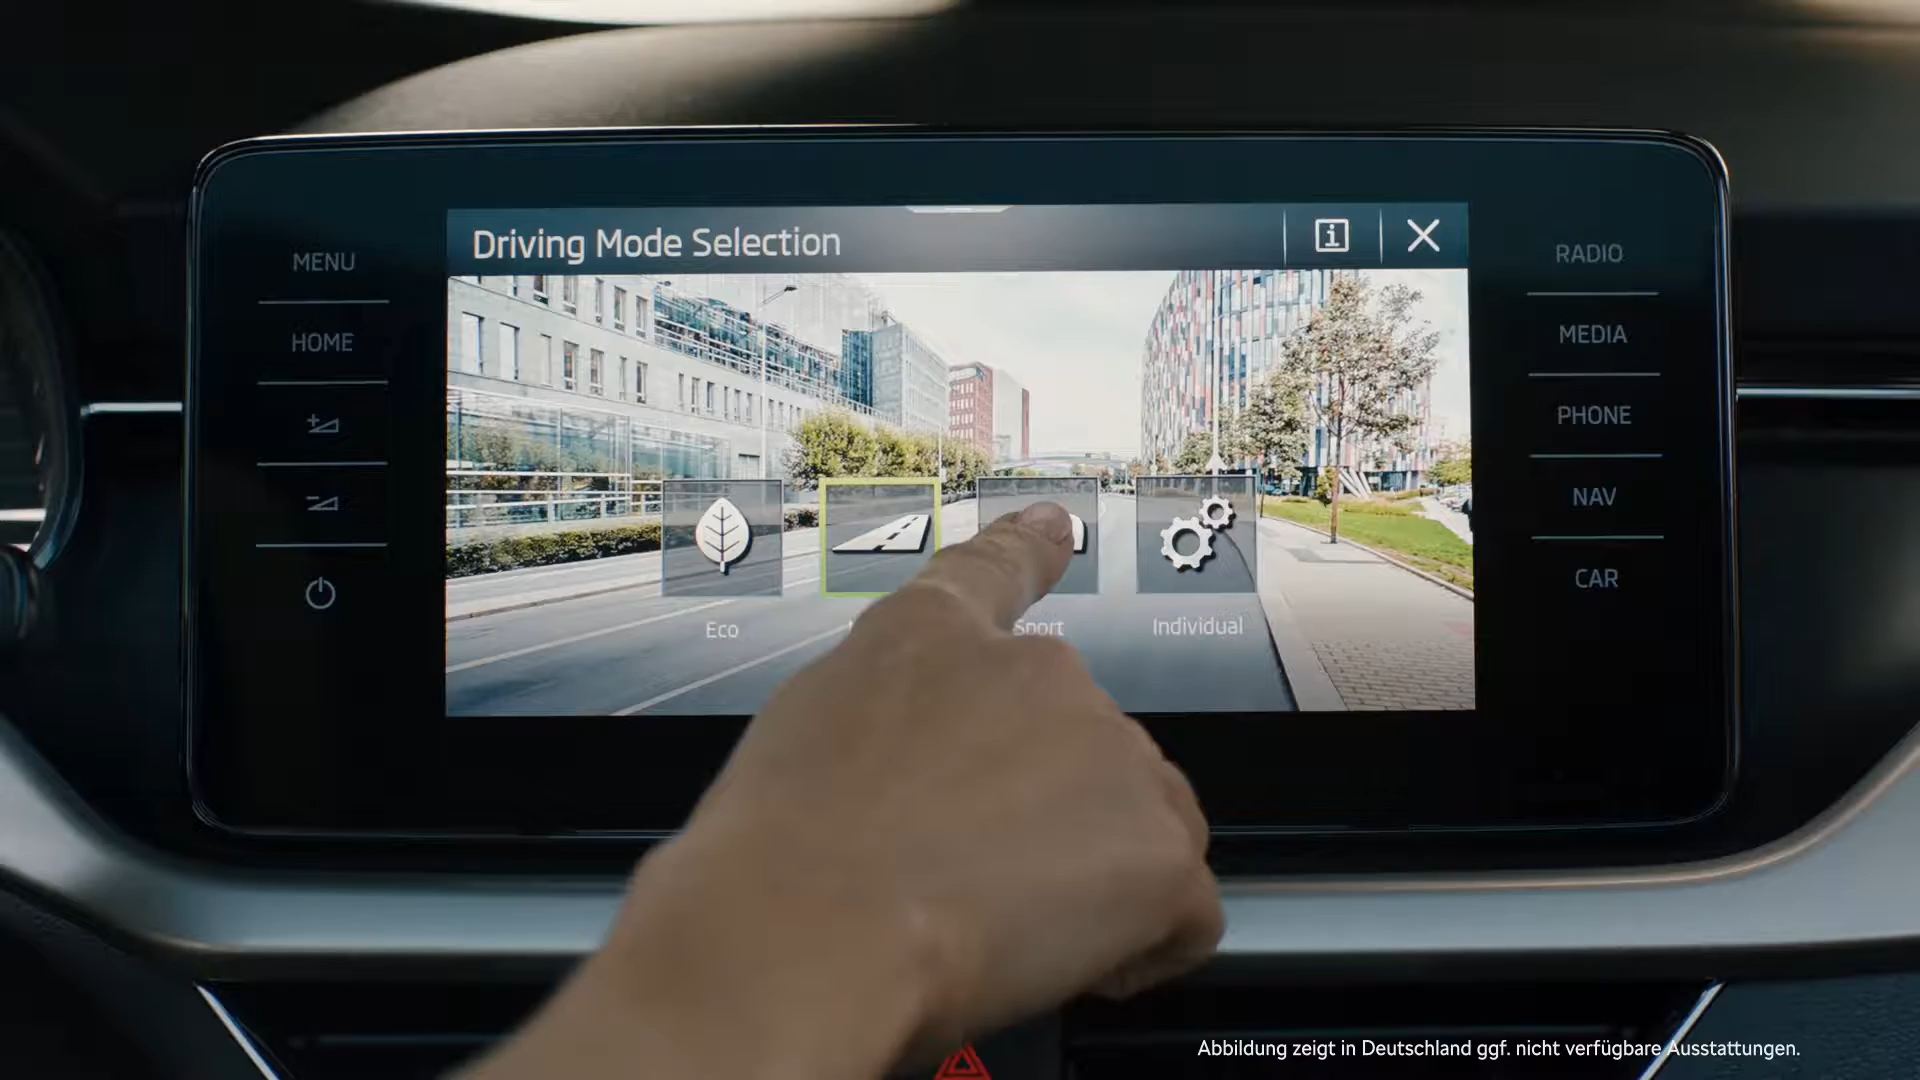 Driving Mode Selection
MENU
HOME
RADIO
MEDIA
PHONE
NAV
CAR
Eco
Sport
Individual
Abbildung zeigt in Deutschland ggf. nicht verfügbare Ausstattungen.